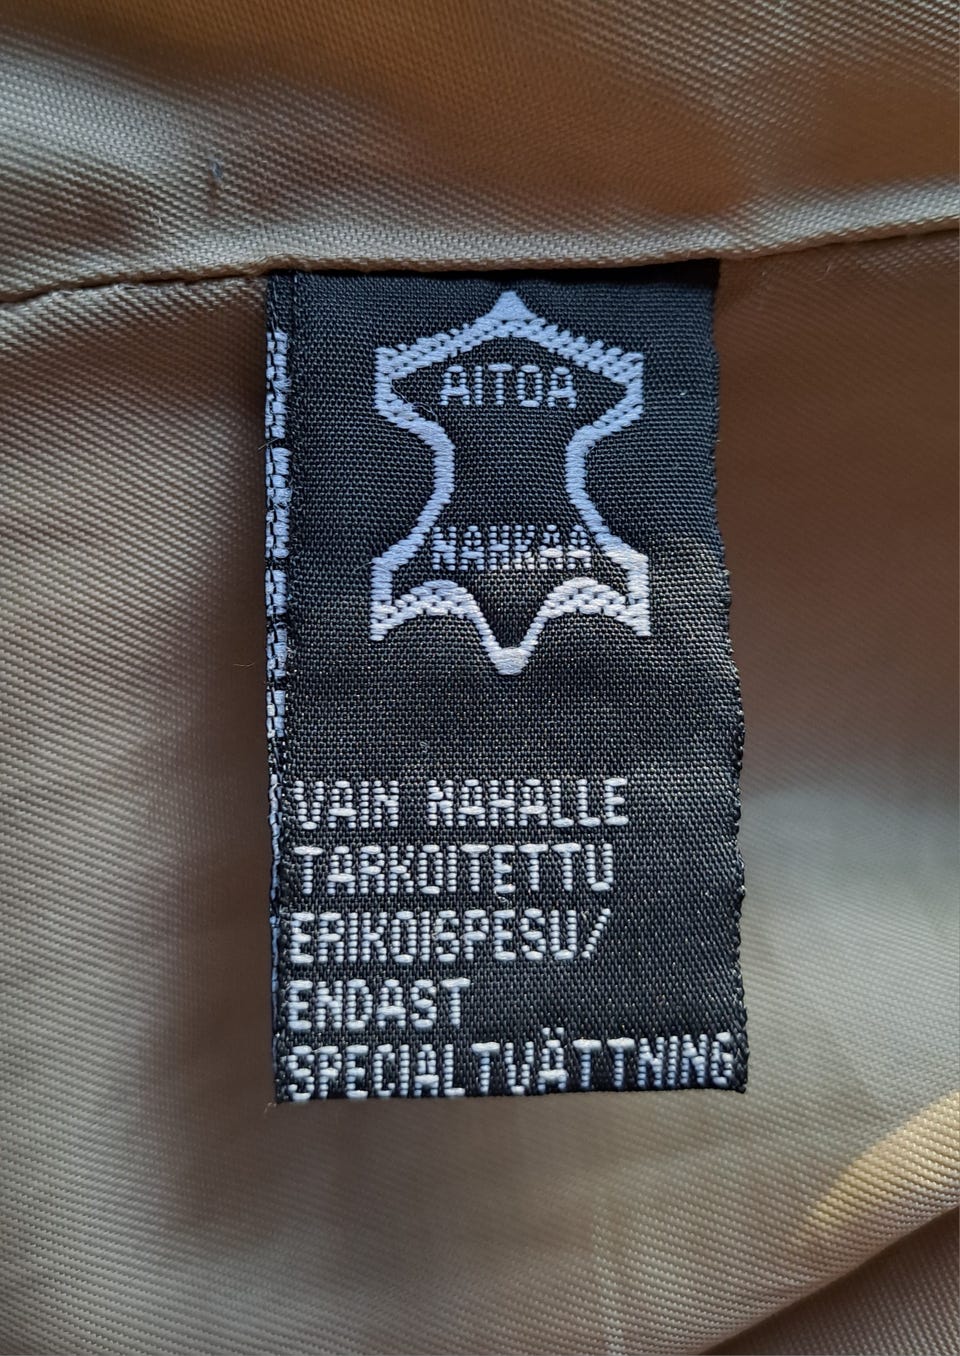 AITOA
NAHKAA
VAIN NAHALLE
TARKOITETTU
ERIKOISPESU/
ENDAST
SPECIALTVÄTTNING